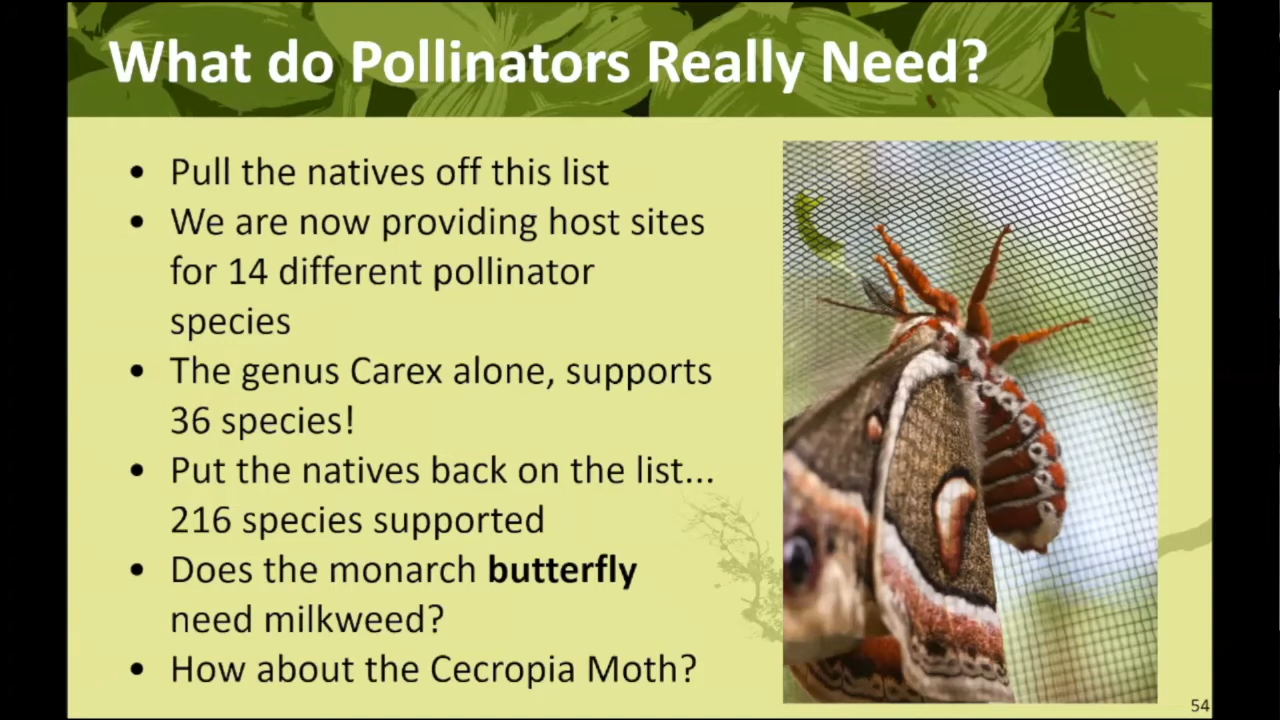 What do Pollinators Really Need?
• Pull the natives off this list
• We are now providing host sites
for 14 different pollinator
species
• The genus Carex alone, supports
36 species!
• Put the natives back on the list...
216 species supported
• Does the monarch butterfly
need milkweed?
• How about the Cecropia Moth?
54